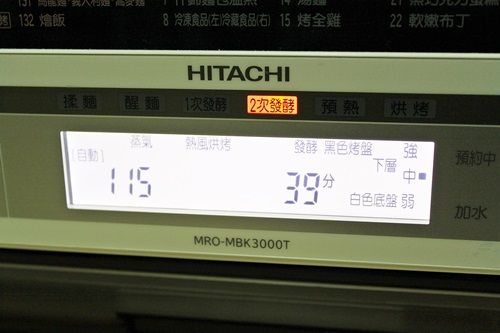 132 燴飯
8 冷凍食品(左)冷藏食品(右) 15 烤全雞 22 軟嫩布丁
HITACHI
揉麵 醒麵 1次發酵 2次發酵 預熱 烘烤
蒸氣 熱風烘烤 發酵 黑色烤盤 強
[自動] 下層 中 預約中
115 39分
白色底盤 弱 加水
MRO-MBK3000T